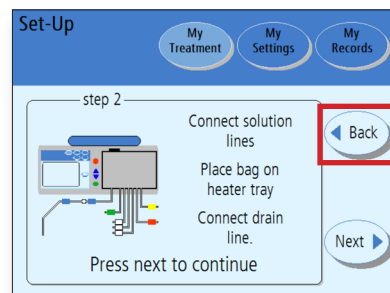 Set-Up
My
Treatment
My
Settings
My
Records
step 2
Connect solution
lines
Place bag on
heater tray
Connect drain
line.
Press next to continue
Back
Next